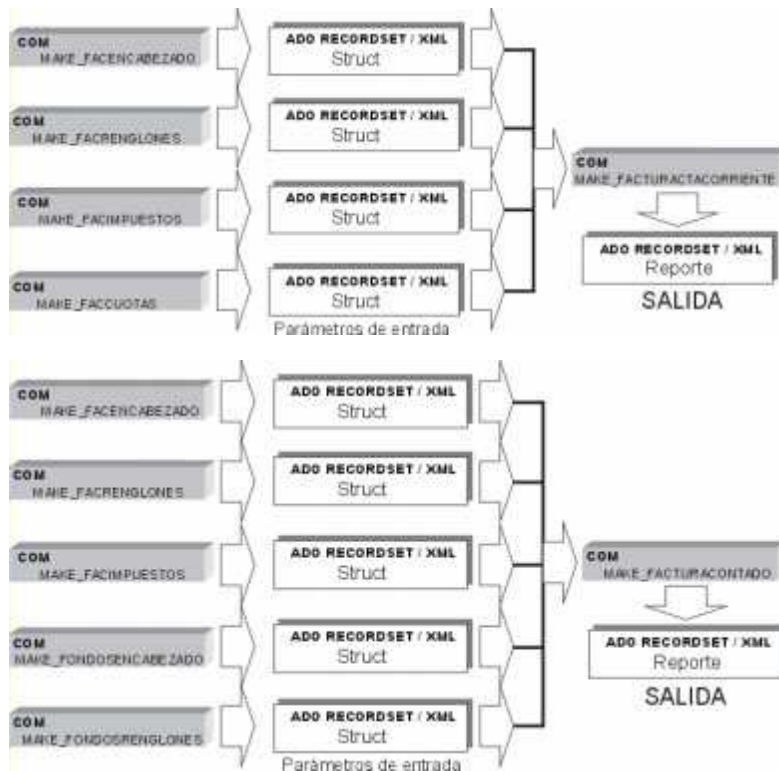 COM
MAKE_FACENCABEZADO
ADO RECORDSET / XML
Struct
COM
MAKE_FACRENGLONES
ADO RECORDSET / XML
Struct
COM
MAKE_FACIMPUESTOS
ADO RECORDSET / XML
Struct
COM
MAKE_FACCUOTAS
ADO RECORDSET / XML
Struct
Parámetros de entrada
COM
MAKE_FACTURACTACORRIENTE
ADO RECORDSET / XML
Reporte
SALIDA
COM
MAKE_FACENCABEZADO
ADO RECORDSET / XML
Struct
COM
MAKE_FACRENGLONES
ADO RECORDSET / XML
Struct
COM
MAKE_FACIMPUESTOS
ADO RECORDSET / XML
Struct
COM
MAKE_FONDOSENCABEZADO
ADO RECORDSET / XML
Struct
COM
MAKE_FONDOSRENGLONES
ADO RECORDSET / XML
Struct
Parámetros de entrada
COM
MAKE_FACTURACONTADO
ADO RECORDSET / XML
Reporte
SALIDA